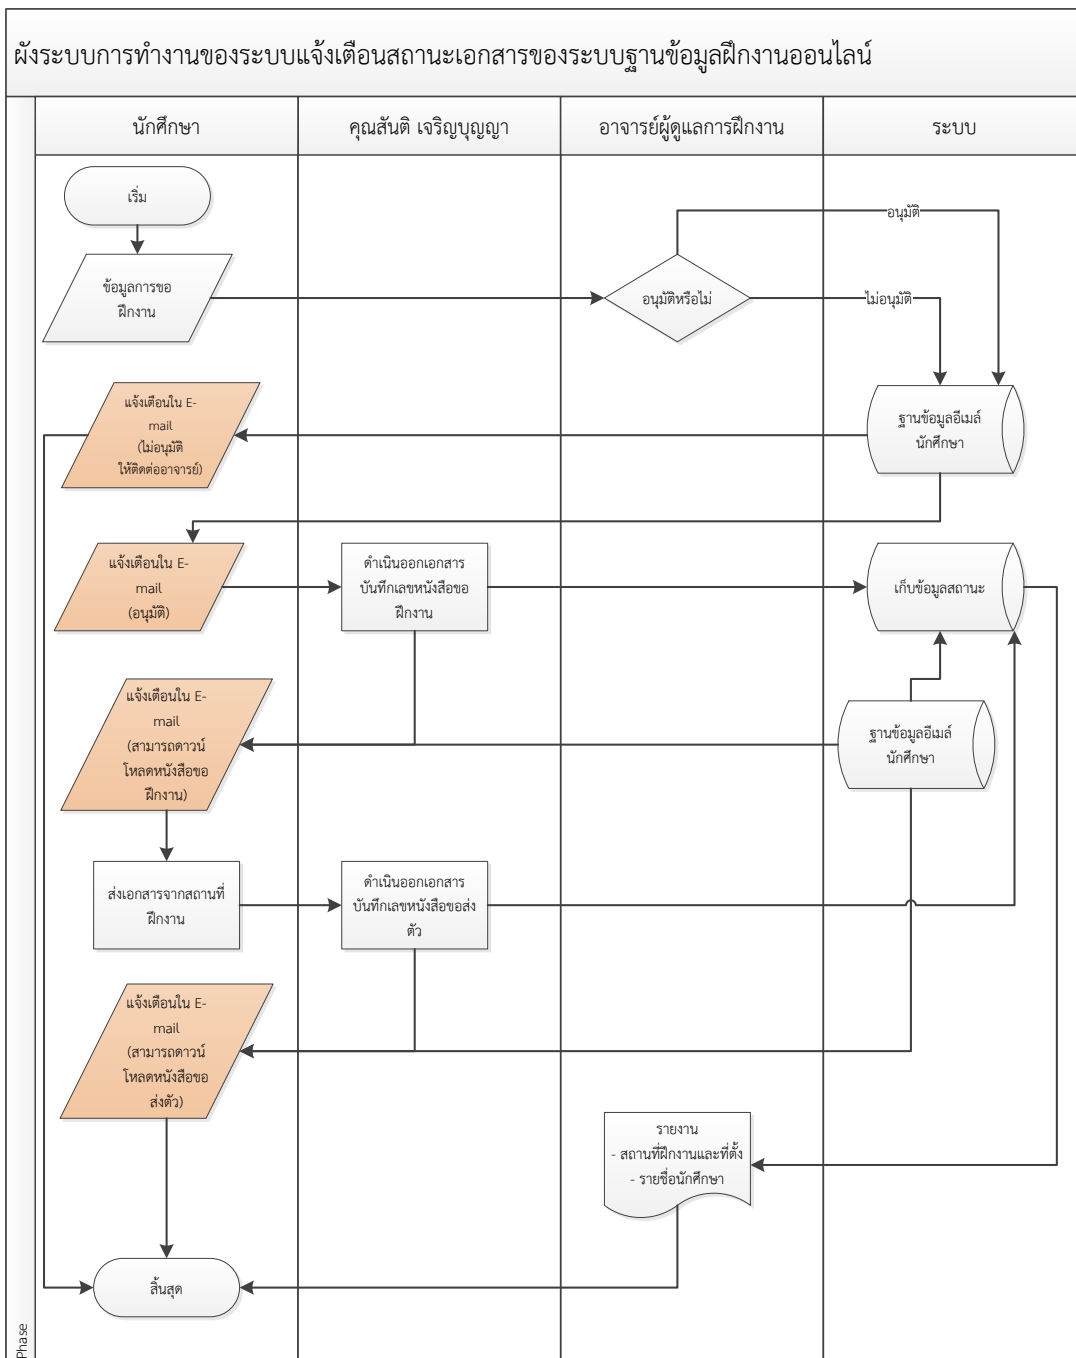 ผังระบบการทำงานของระบบแจ้งเตือนสถานะเอกสารของระบบฐานข้อมูลฝึกงานออนไลน์
นักศึกษา
คุณสันติ เจริญบุญญา
อาจารย์ผู้ดูแลการฝึกงาน
ระบบ
เริ่ม
อนุมัติ
ข้อมูลการขอ
ฝึกงาน
อนุมัติหรือไม่
ไม่อนุมัติ
แจ้งเตือนใน E-
mail
(ไม่อนุมัติ
ให้ติดต่ออาจารย์)
ฐานข้อมูลอีเมล์
นักศึกษา
แจ้งเตือนใน E-
mail
(อนุมัติ)
ดำเนินออกเอกสาร
บันทึกเลขหนังสือขอ
ฝึกงาน
เก็บข้อมูลสถานะ
แจ้งเตือนใน E-
mail
(สามารถดาวน์
โหลดหนังสือขอ
ฝึกงาน)
ฐานข้อมูลอีเมล์
นักศึกษา
ส่งเอกสารจากสถานที่
ฝึกงาน
ดำเนินออกเอกสาร
บันทึกเลขหนังสือขอส่ง
ตัว
แจ้งเตือนใน E-
mail
(สามารถดาวน์
โหลดหนังสือขอ
ส่งตัว)
รายงาน
- สถานที่ฝึกงานและที่ตั้ง
- รายชื่อนักศึกษา
สิ้นสุด
Phase